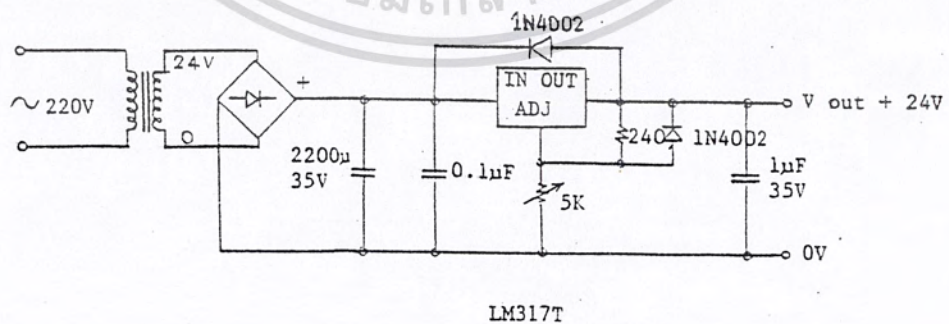 1N4002
24V
+
IN OUT
ADJ
~ 220V
V out + 24V
0
240
1N4002
2200µ
35V
0.1µF
5K
1µF
35V
0V
LM317T